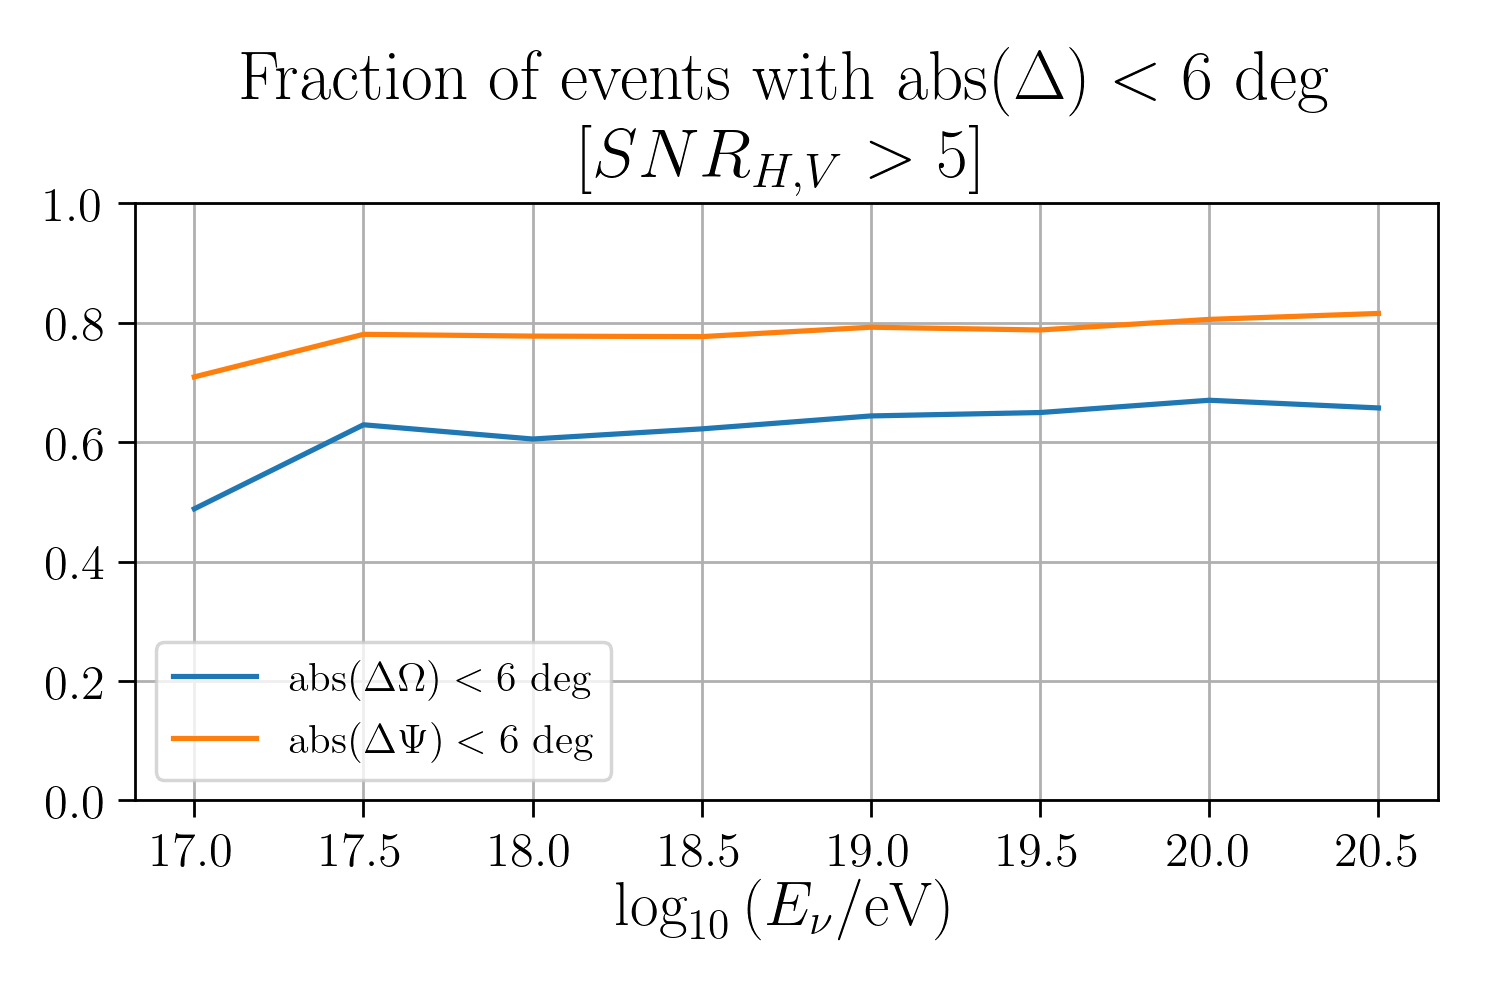 Fraction of events with abs(Δ) < 6 deg
[SNR_{H,V} > 5]
1.0
0.8
0.6
0.4
0.2
0.0
abs(ΔΩ) < 6 deg
abs(ΔΨ) < 6 deg
17.0 17.5 18.0 18.5 19.0 19.5 20.0 20.5
log₁₀ (E_ν/eV)